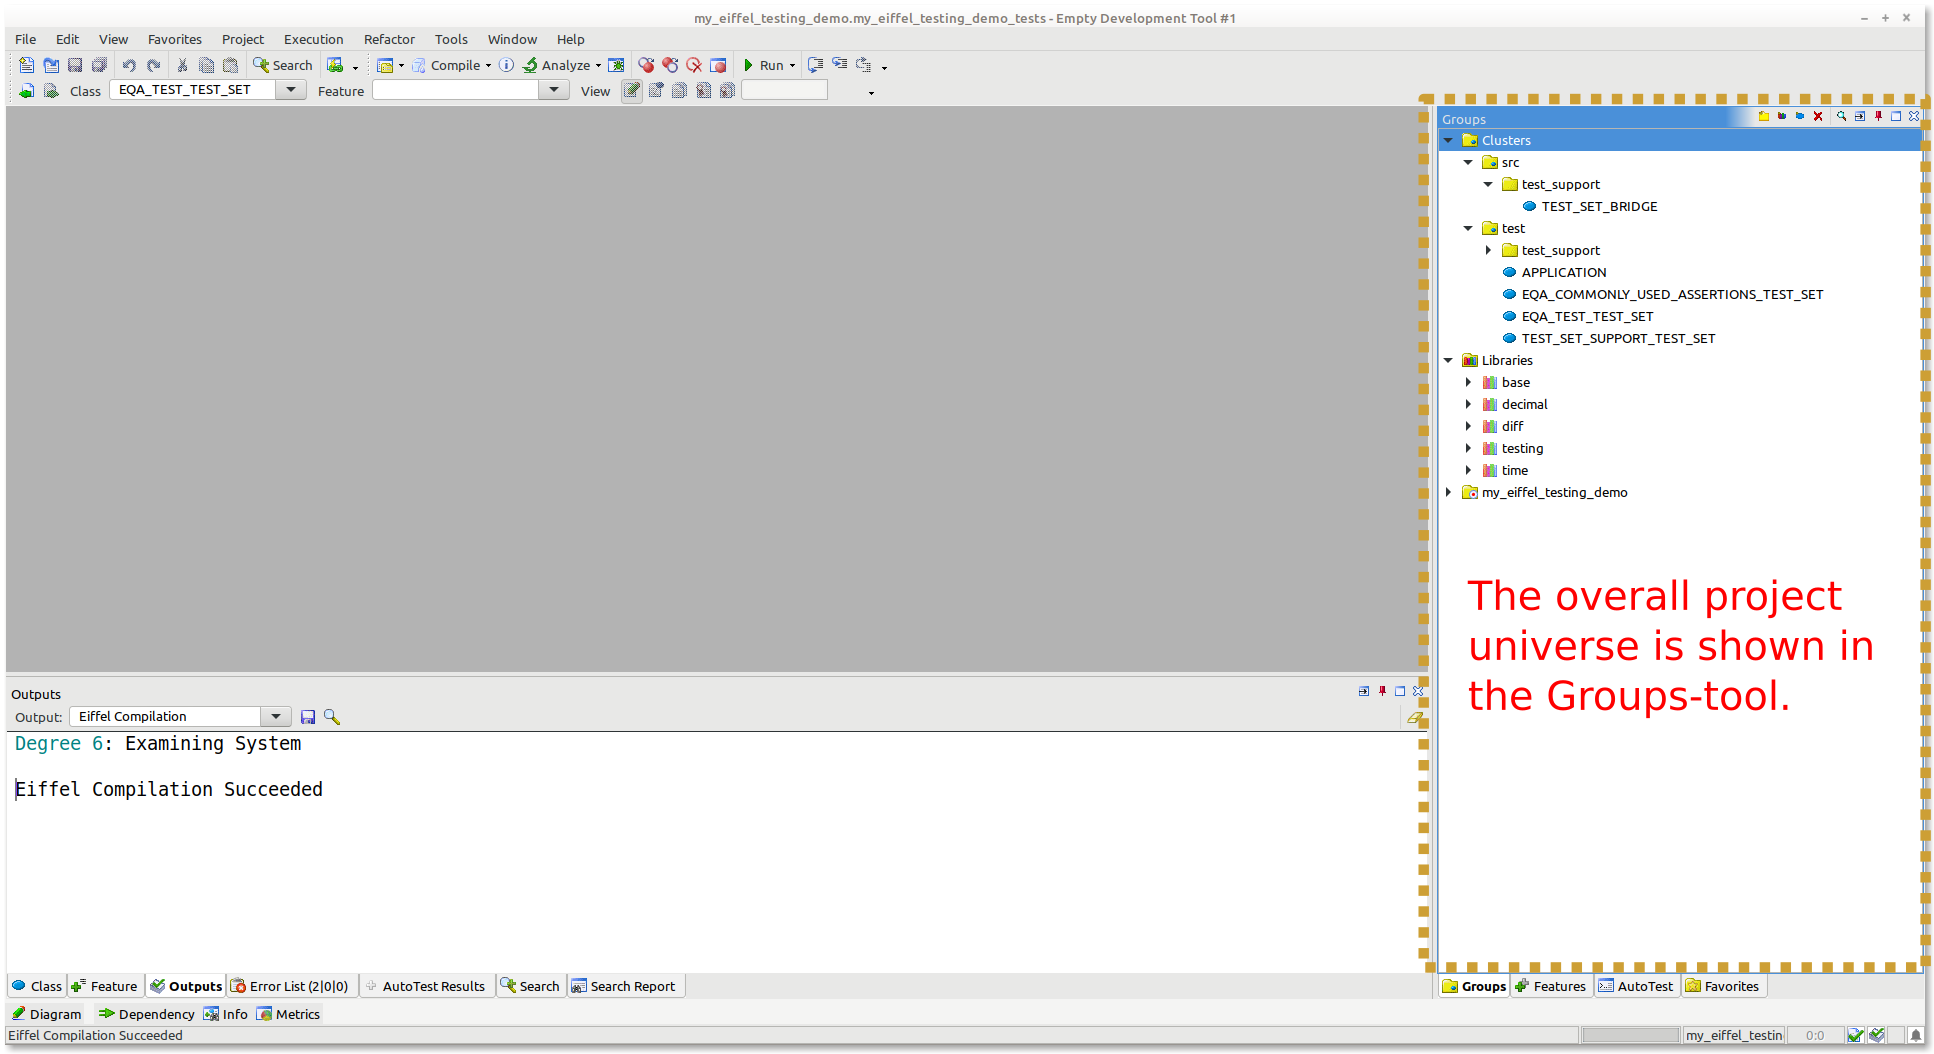 my_eiffel_testing_demo.my_eiffel_testing_demo_tests - Empty Development Tool #1
File Edit View Favorites Project Execution Refactor Tools Window Help
Search Compile Analyze Run
Class EQA_TEST_TEST_SET Feature View
Groups
Clusters
src
test_support
TEST_SET_BRIDGE
test
test_support
APPLICATION
EQA_COMMONLY_USED_ASSERTIONS_TEST_SET
EQA_TEST_TEST_SET
TEST_SET_SUPPORT_TEST_SET
Libraries
base
decimal
diff
testing
time
my_eiffel_testing_demo
The overall project
universe is shown in
the Groups-tool.
Outputs
Output: Eiffel Compilation
Degree 6: Examining System
Eiffel Compilation Succeeded
Class Feature Outputs Error List (2|0|0) AutoTest Results Search Search Report
Groups Features AutoTest Favorites
Diagram Dependency Info Metrics
Eiffel Compilation Succeeded my_eiffel_testin 0:0